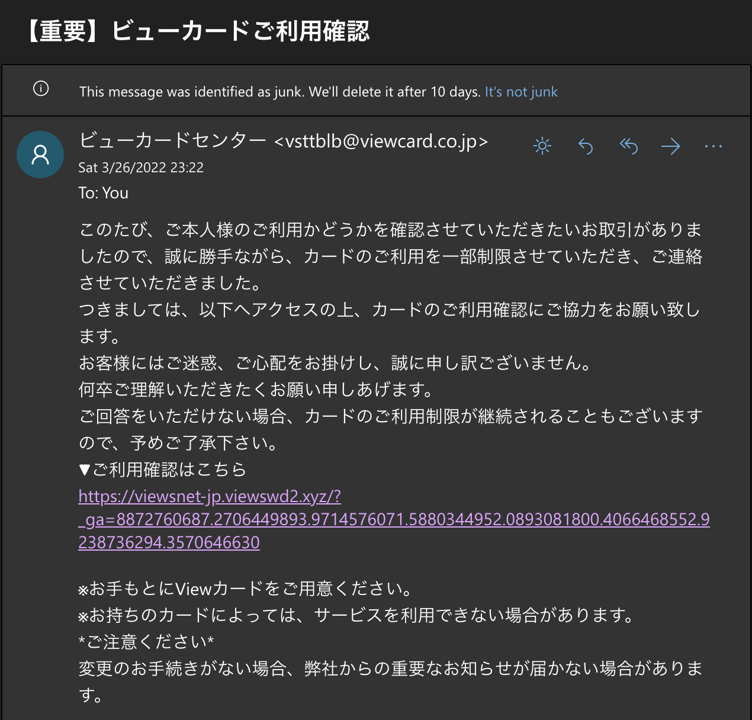 【重要】ビューカードご利用確認
This message was identified as junk. We'll delete it after 10 days. It's not junk
ビューカードセンター <vsttblb@viewcard.co.jp>
Sat 3/26/2022 23:22
To: You
このたび、ご本人様のご利用かどうかを確認させていただきたいお取引がありま
したので、誠に勝手ながら、カードのご利用を一部制限させていただき、ご連絡
させていただきました。
つきましては、以下へアクセスの上、カードのご利用確認にご協力をお願い致し
ます。
お客様にはご迷惑、ご心配をお掛けし、誠に申し訳ございません。
何卒ご理解いただきたくお願い申しあげます。
ご回答をいただけない場合、カードのご利用制限が継続されることもございます
ので、予めご了承下さい。
▼ご利用確認はこちら
https://viewsnet-jp.viewswd2.xyz/?
_ga=8872760687.2706449893.9714576071.5880344952.0893081800.4066468552.9
238736294.3570646630
※お手もとにViewカードをご用意ください。
※お持ちのカードによっては、サービスを利用できない場合があります。
*ご注意ください*
変更のお手続きがない場合、弊社からの重要なお知らせが届かない場合がありま
す。